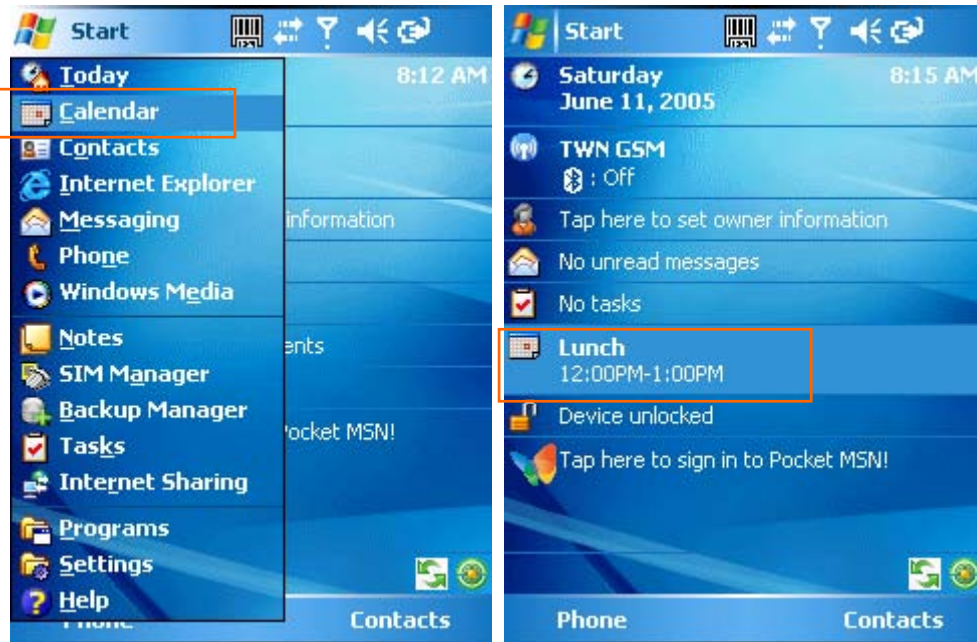 Start
Today
8:12 AM
Calendar
Contacts
Internet Explorer
Messaging
information
Phone
Windows Media
Notes
ents
SIM Manager
Backup Manager
Tasks
Pocket MSN!
Internet Sharing
Programs
Settings
Help
Phone
Contacts
Start
Saturday
8:15 AM
June 11, 2005
TWN GSM
: Off
Tap here to set owner information
No unread messages
No tasks
Lunch
12:00PM-1:00PM
Device unlocked
Tap here to sign in to Pocket MSN!
Phone
Contacts